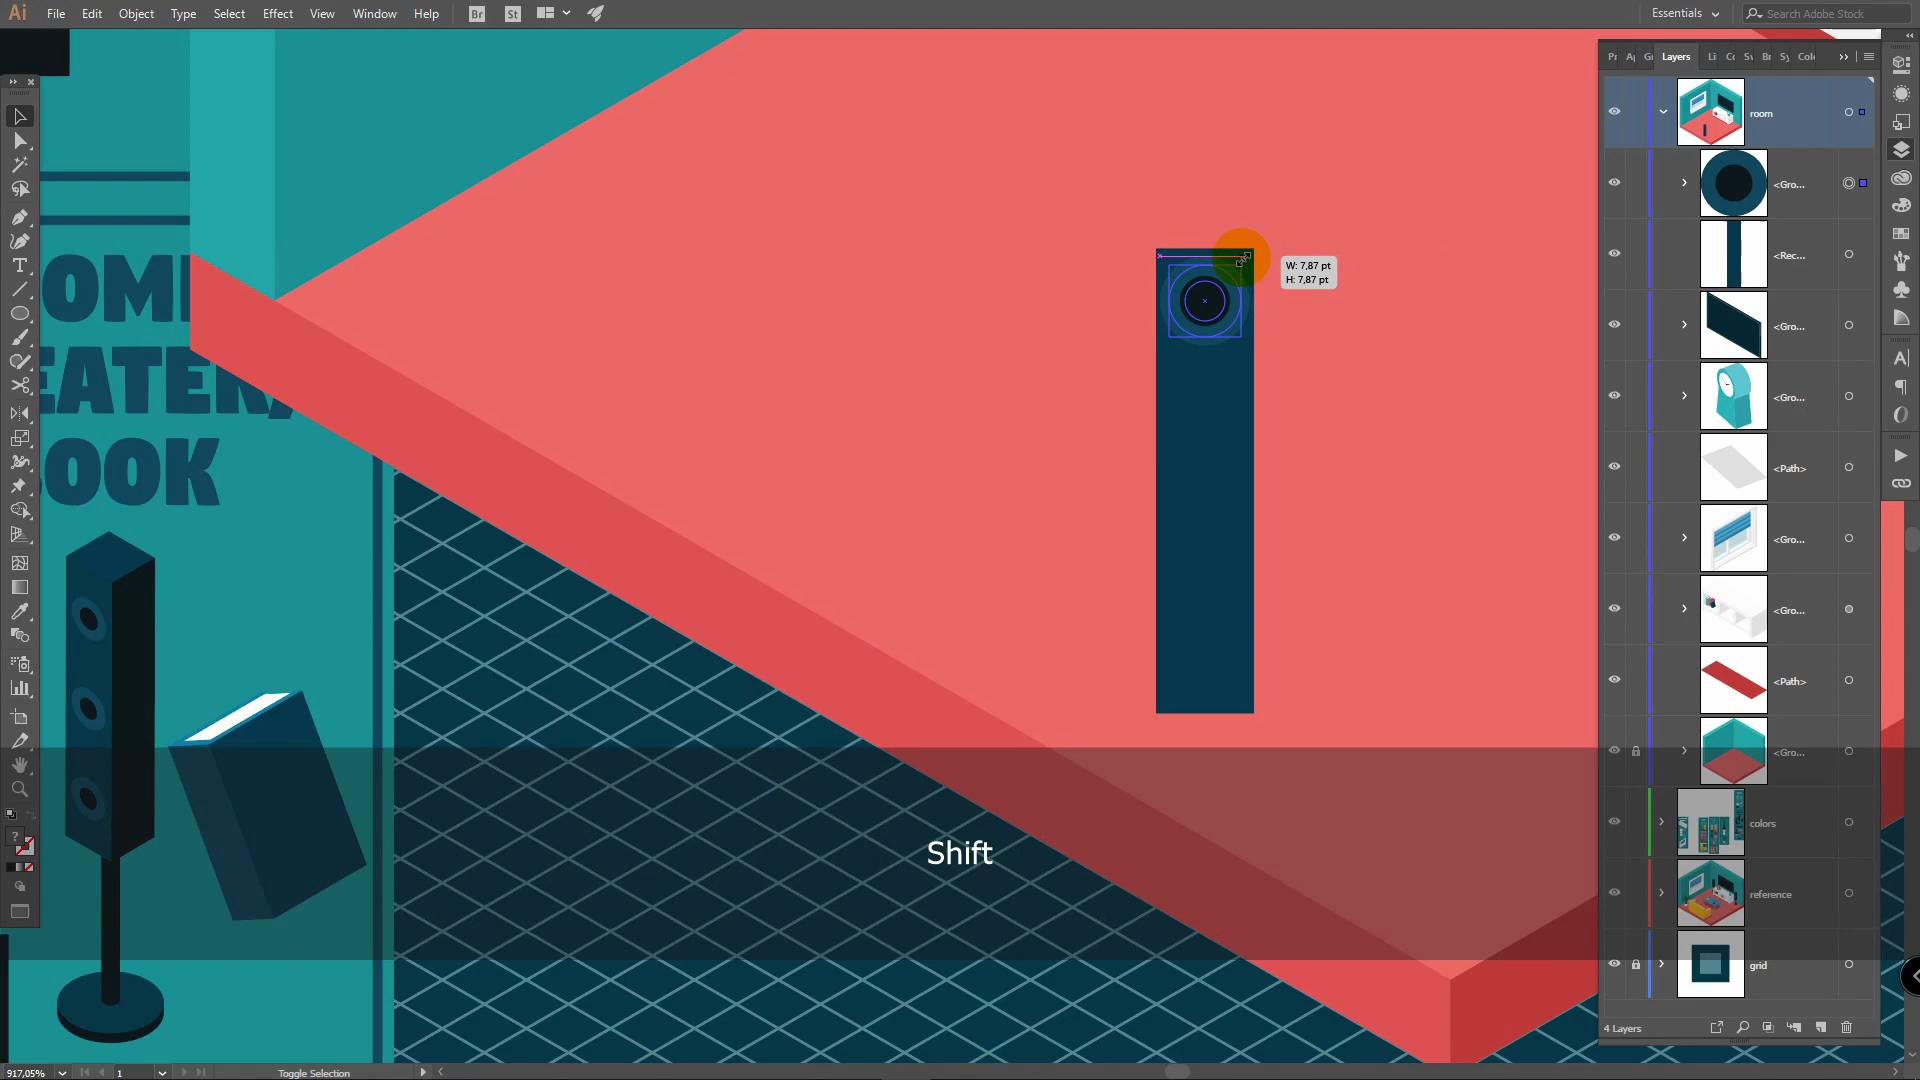 Ai File Edit Object Type Select Effect View Window Help Br St Essentials Search Adobe Stock
Layers
room
<Gro...
<Rec...
<Gro...
<Gro...
<Path>
<Gro...
<Gro...
<Path>
<Gro...
colors
reference
grid
4 Layers
W: 7,87 pt
H: 7,87 pt
OOK
Shift
917,05% 1 Toggle Selection